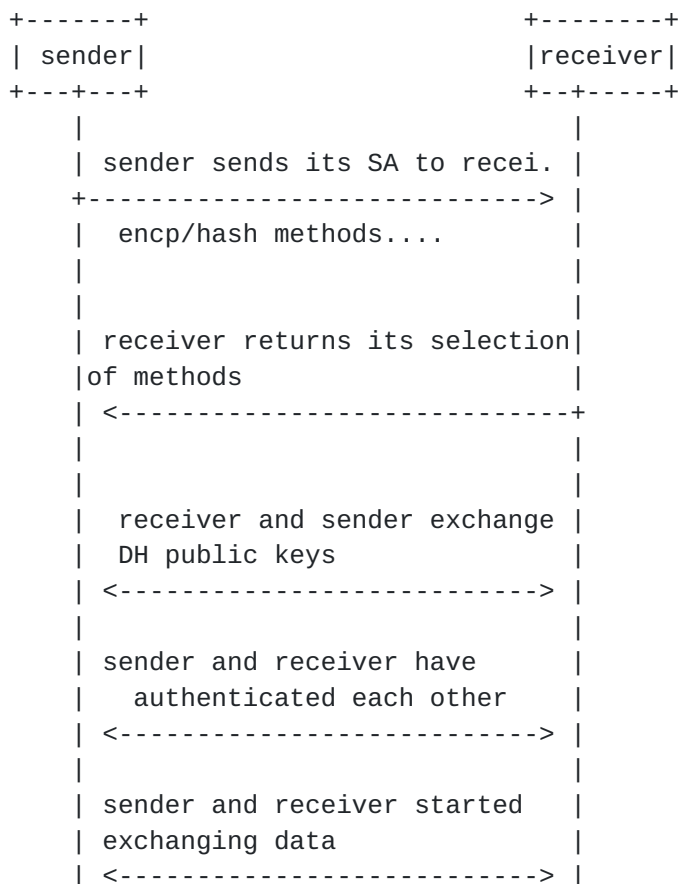 +-------+                        +--------+
| sender|                        |receiver|
+---+---+                        +--+-----+
    |                               |
    | sender sends its SA to recei. |
    +-----------------------------> |
    |  encp/hash methods....        |
    |                               |
    |                               |
    | receiver returns its selection|
    |of methods                     |
    | <-----------------------------+
    |                               |
    |                               |
    |  receiver and sender exchange |
    |  DH public keys               |
    | <---------------------------> |
    |                               |
    | sender and receiver have      |
    |   authenticated each other    |
    | <---------------------------> |
    |                               |
    | sender and receiver started   |
    | exchanging data               |
    | <---------------------------> |